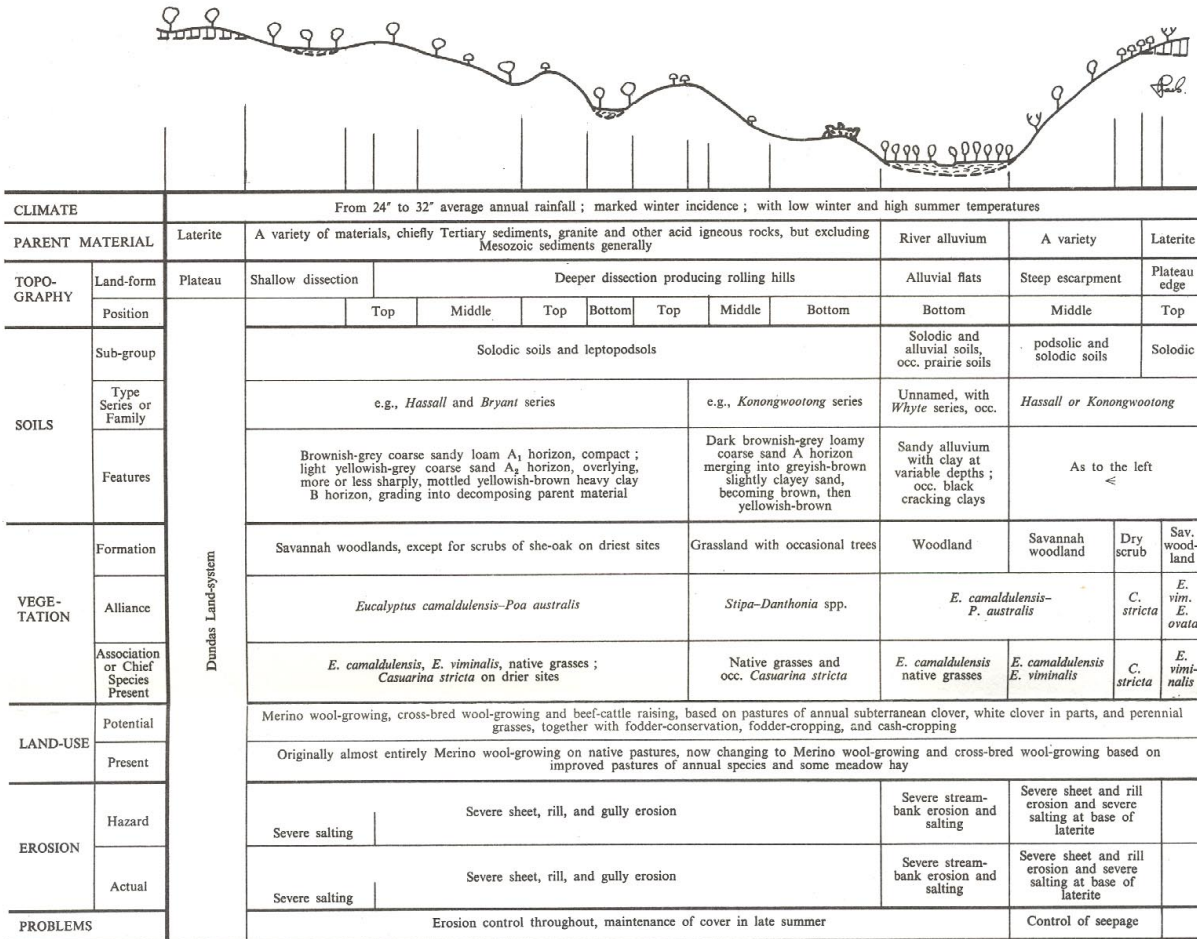 CLIMATE
From 24" to 32" average annual rainfall ; marked winter incidence ; with low winter and high summer temperatures
PARENT MATERIAL
Laterite
A variety of materials, chiefly Tertiary sediments, granite and other acid igneous rocks, but excluding
Mesozoic sediments generally
River alluvium
A variety
Laterite
TOPO-
GRAPHY
Land-form
Plateau
Shallow dissection
Deeper dissection producing rolling hills
Alluvial flats
Steep escarpment
Plateau
edge
Position
Top
Middle
Top
Bottom
Top
Middle
Bottom
Bottom
Middle
Top
Dundas Land-system
SOILS
Sub-group
Solodic soils and leptopodsols
Solodic and
alluvial soils,
occ. prairie soils
podsolic and
solodic soils
Solodic
Type
Series or
Family
e.g., Hassall and Bryant series
e.g., Konongwootong series
Unnamed, with
Whyte series, occ.
Hassall or Konongwootong
Features
Brownish-grey coarse sandy loam A₁ horizon, compact ;
light yellowish-grey coarse sand A₂ horizon, overlying,
more or less sharply, mottled yellowish-brown heavy clay
B horizon, grading into decomposing parent material
Dark brownish-grey loamy
coarse sand A horizon
merging into greyish-brown
slightly clayey sand,
becoming brown, then
yellowish-brown
Sandy alluvium
with clay at
variable depths ;
occ. black
cracking clays
As to the left
<
VEGE-
TATION
Formation
Savannah woodlands, except for scrubs of she-oak on driest sites
Grassland with occasional trees
Woodland
Savannah
woodland
Dry
scrub
Sav.
wood-
land
Alliance
Eucalyptus camaldulensis–Poa australis
Stipa–Danthonia spp.
E. camaldulensis–
P. australis
C.
stricta
E.
vim.
E.
ovata
Association
or Chief
Species
Present
E. camaldulensis, E. viminalis, native grasses ;
Casuarina stricta on drier sites
Native grasses and
occ. Casuarina stricta
E. camaldulensis
native grasses
E. camaldulensis
E. viminalis
C.
stricta
E.
vimi-
nalis
LAND-USE
Potential
Merino wool-growing, cross-bred wool-growing and beef-cattle raising, based on pastures of annual subterranean clover, white clover in parts, and perennial
grasses, together with fodder-conservation, fodder-cropping, and cash-cropping
Present
Originally almost entirely Merino wool-growing on native pastures, now changing to Merino wool-growing and cross-bred wool-growing based on
improved pastures of annual species and some meadow hay
EROSION
Hazard
Severe salting
Severe sheet, rill, and gully erosion
Severe stream-
bank erosion and
salting
Severe sheet and rill
erosion and severe
salting at base of
laterite
Actual
Severe salting
Severe sheet, rill, and gully erosion
Severe stream-
bank erosion and
salting
Severe sheet and rill
erosion and severe
salting at base of
laterite
PROBLEMS
Erosion control throughout, maintenance of cover in late summer
Control of seepage